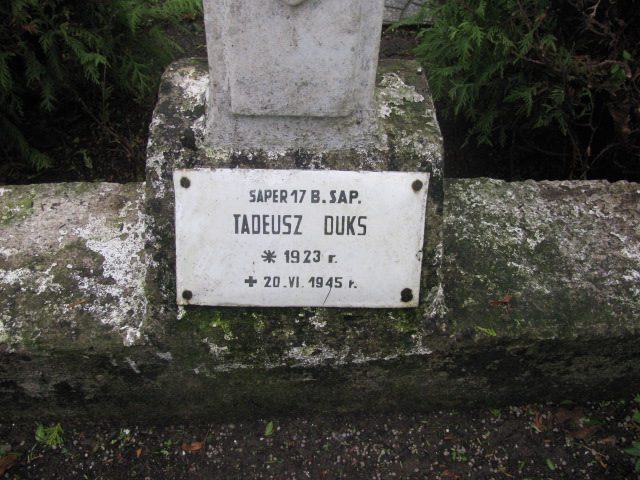 SAPER 17 B. SAP.
TADEUSZ DUKS
* 1923 r.
+ 20.VI.1945 r.